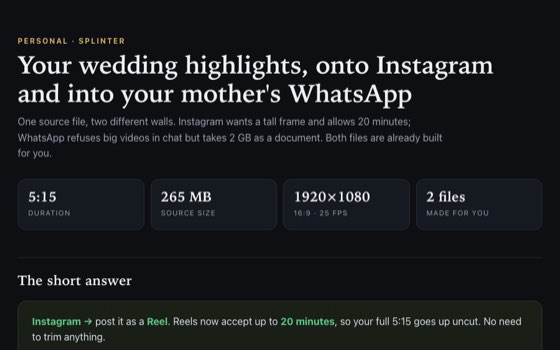 PERSONAL · SPLINTER
Your wedding highlights, onto Instagram
and into your mother's WhatsApp
One source file, two different walls. Instagram wants a tall frame and allows 20 minutes;
WhatsApp refuses big videos in chat but takes 2 GB as a document. Both files are already built
for you.
5:15
DURATION
265 MB
SOURCE SIZE
1920×1080
16:9 · 25 FPS
2 files
MADE FOR YOU
The short answer
Instagram → post it as a Reel. Reels now accept up to 20 minutes, so your full 5:15 goes up uncut. No need
to trim anything.